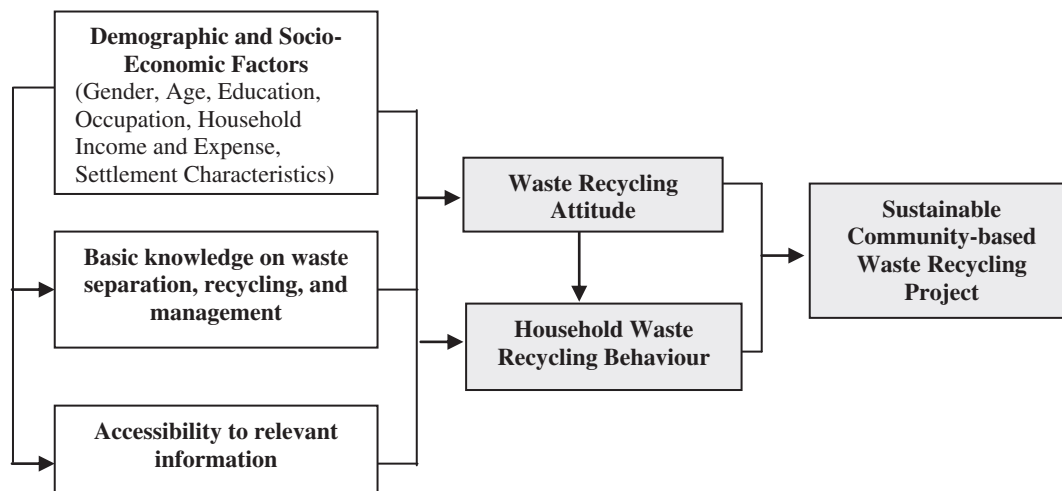 Demographic and Socio-
Economic Factors
(Gender, Age, Education,
Occupation, Household
Income and Expense,
Settlement Characteristics)
Basic knowledge on waste
separation, recycling, and
management
Accessibility to relevant
information
Waste Recycling
Attitude
Household Waste
Recycling Behaviour
Sustainable
Community-based
Waste Recycling
Project